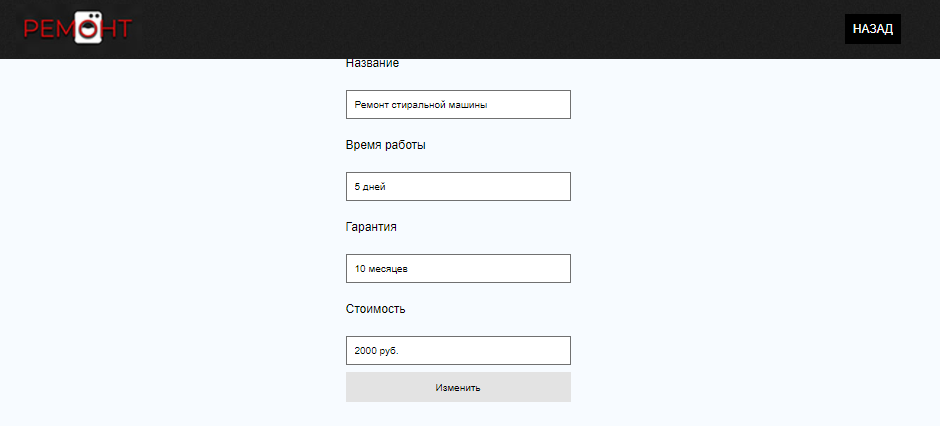 РЕМОНТ
НАЗАД
Название
Ремонт стиральной машины
Время работы
5 дней
Гарантия
10 месяцев
Стоимость
2000 руб.
Изменить